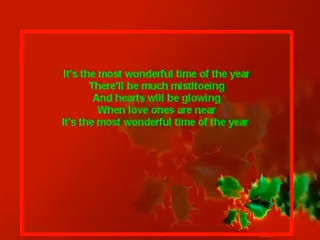 It's the most wonderful time of the year
There'll be much mistltoeing
And hearts will be glowing
When love ones are near
It's the most wonderful time of the year